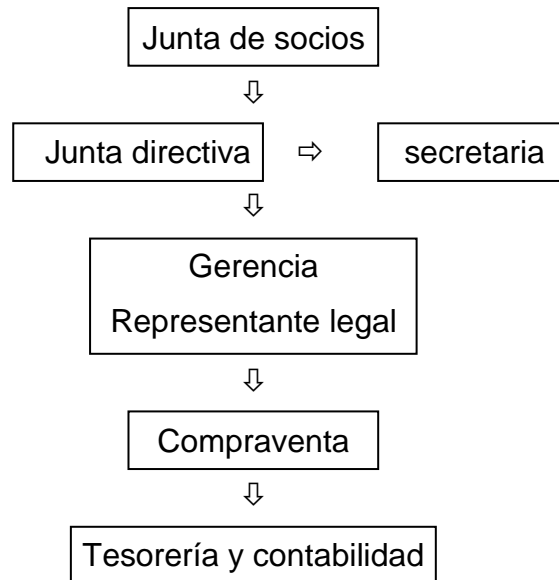 Junta de socios
Junta directiva
secretaria
Gerencia
Representante legal
Compraventa
Tesorería y contabilidad